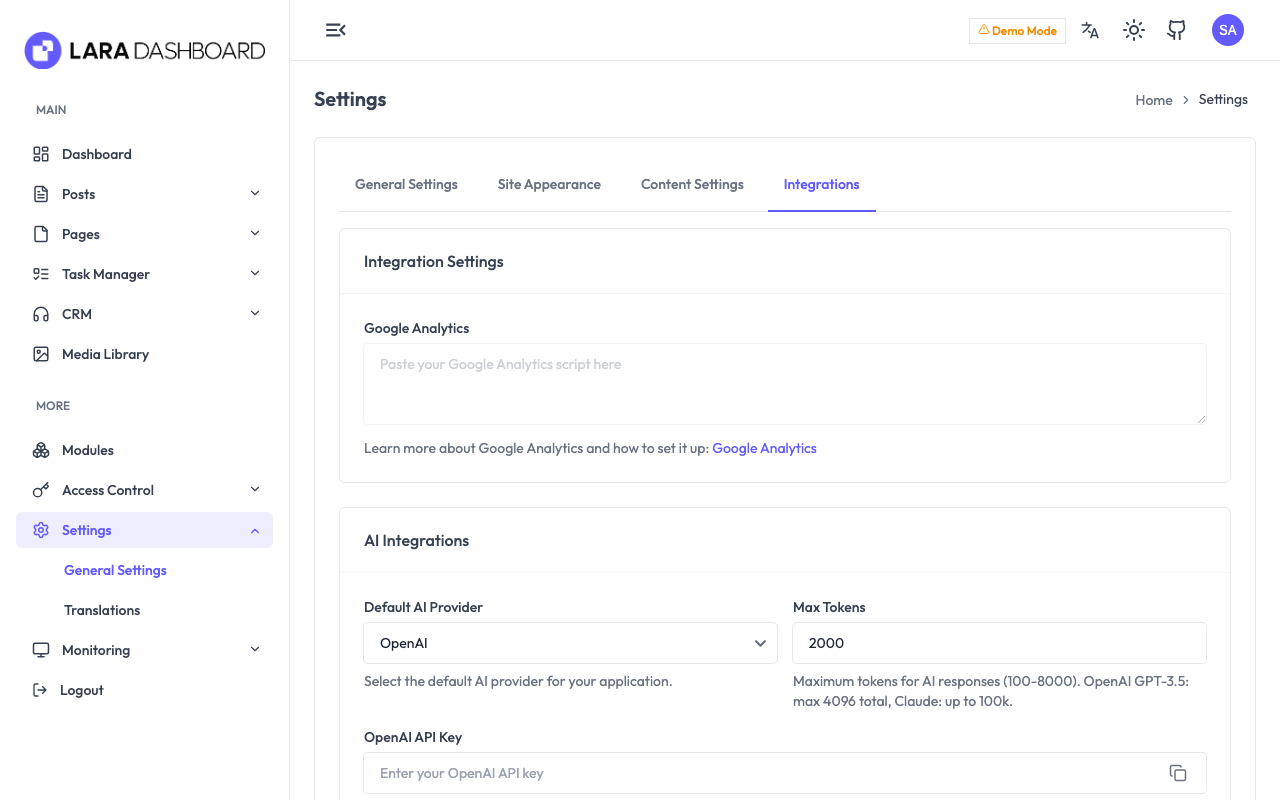 LARA DASHBOARD
MAIN
Dashboard
Posts
Pages
Task Manager
CRM
Media Library
MORE
Modules
Access Control
Settings
General Settings
Translations
Monitoring
Logout
Demo Mode
SA
Settings
Home > Settings
General Settings
Site Appearance
Content Settings
Integrations
Integration Settings
Google Analytics
Paste your Google Analytics script here
Learn more about Google Analytics and how to set it up: Google Analytics
AI Integrations
Default AI Provider
OpenAI
Select the default AI provider for your application.
Max Tokens
2000
Maximum tokens for AI responses (100-8000). OpenAI GPT-3.5:
max 4096 total, Claude: up to 100k.
OpenAI API Key
Enter your OpenAI API key